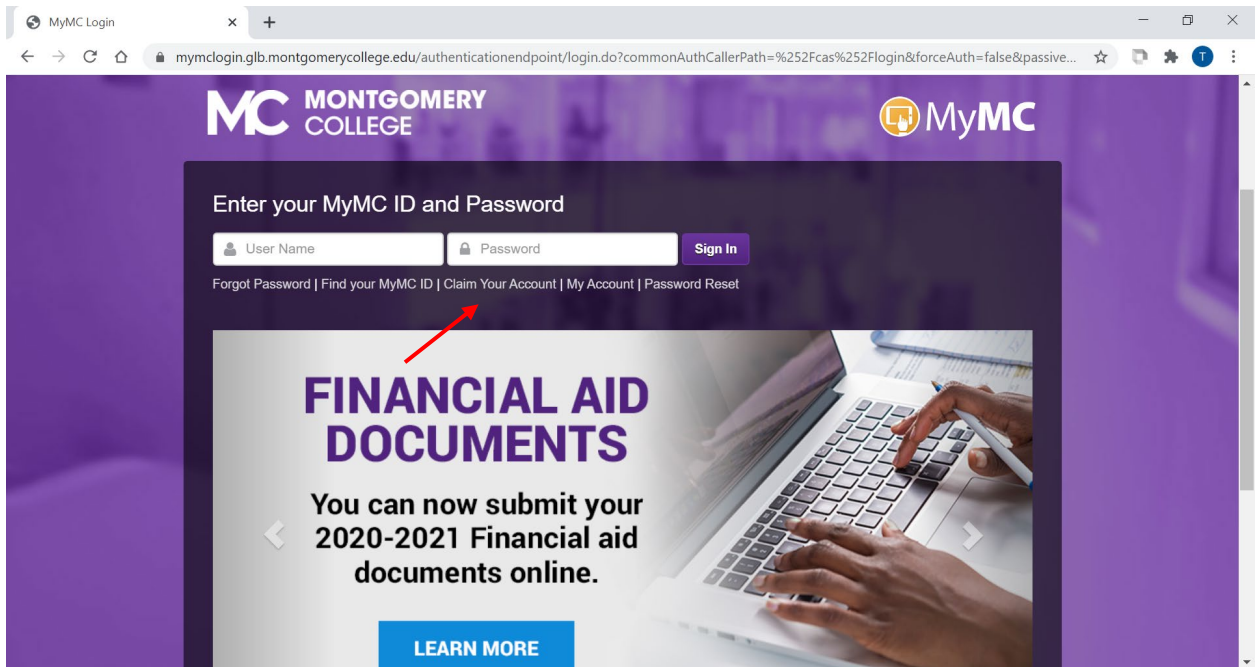 MyMC Login
mymclogin.glb.montgomerycollege.edu/authenticationendpoint/login.do?commonAuthCallerPath=%252Fcas%252Flogin&forceAuth=false&passive...
T
MC MONTGOMERY
COLLEGE
MyMC
Enter your MyMC ID and Password
User Name Password Sign In
Forgot Password | Find your MyMC ID | Claim Your Account | My Account | Password Reset
FINANCIAL AID
DOCUMENTS
You can now submit your
2020-2021 Financial aid
documents online.
LEARN MORE